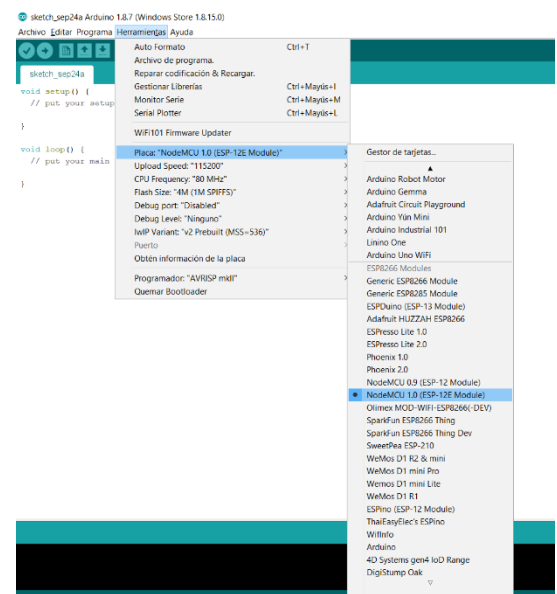 sketch_sep24a Arduino 1.8.7 (Windows Store 1.8.15.0)
Archivo Editar Programa Herramientas Ayuda
sketch_sep24a
void setup() {
// put your setup
}
void loop() {
// put your main
}
Auto Formato Ctrl+T
Archivo de programa.
Reparar codificación & Recargar.
Gestionar Librerías Ctrl+Mayús+I
Monitor Serie Ctrl+Mayús+M
Serial Plotter Ctrl+Mayús+L
WiFi101 Firmware Updater
Placa: "NodeMCU 1.0 (ESP-12E Module)"
Upload Speed: "115200"
CPU Frequency: "80 MHz"
Flash Size: "4M (1M SPIFFS)"
Debug port: "Disabled"
Debug Level: "Ninguno"
IwIP Variant: "v2 Prebuilt (MSS=536)"
Puerto
Obtén información de la placa
Programador: "AVRISP mkII"
Quemar Bootloader
Gestor de tarjetas...
Arduino Robot Motor
Arduino Gemma
Adafruit Circuit Playground
Arduino Yún Mini
Arduino Industrial 101
Linino One
Arduino Uno WiFi
ESP8266 Modules
Generic ESP8266 Module
Generic ESP8285 Module
ESPDuino (ESP-13 Module)
Adafruit HUZZAH ESP8266
ESPresso Lite 1.0
ESPresso Lite 2.0
Phoenix 1.0
Phoenix 2.0
NodeMCU 0.9 (ESP-12 Module)
NodeMCU 1.0 (ESP-12E Module)
Olimex MOD-WIFI-ESP8266(-DEV)
SparkFun ESP8266 Thing
SparkFun ESP8266 Thing Dev
SweetPea ESP-210
WeMos D1 R2 & mini
WeMos D1 mini Pro
Wemos D1 mini Lite
WeMos D1 R1
ESPino (ESP-12 Module)
ThaiEasyElec's ESPino
WifInfo
Arduino
4D Systems gen4 IoD Range
DigiStump Oak